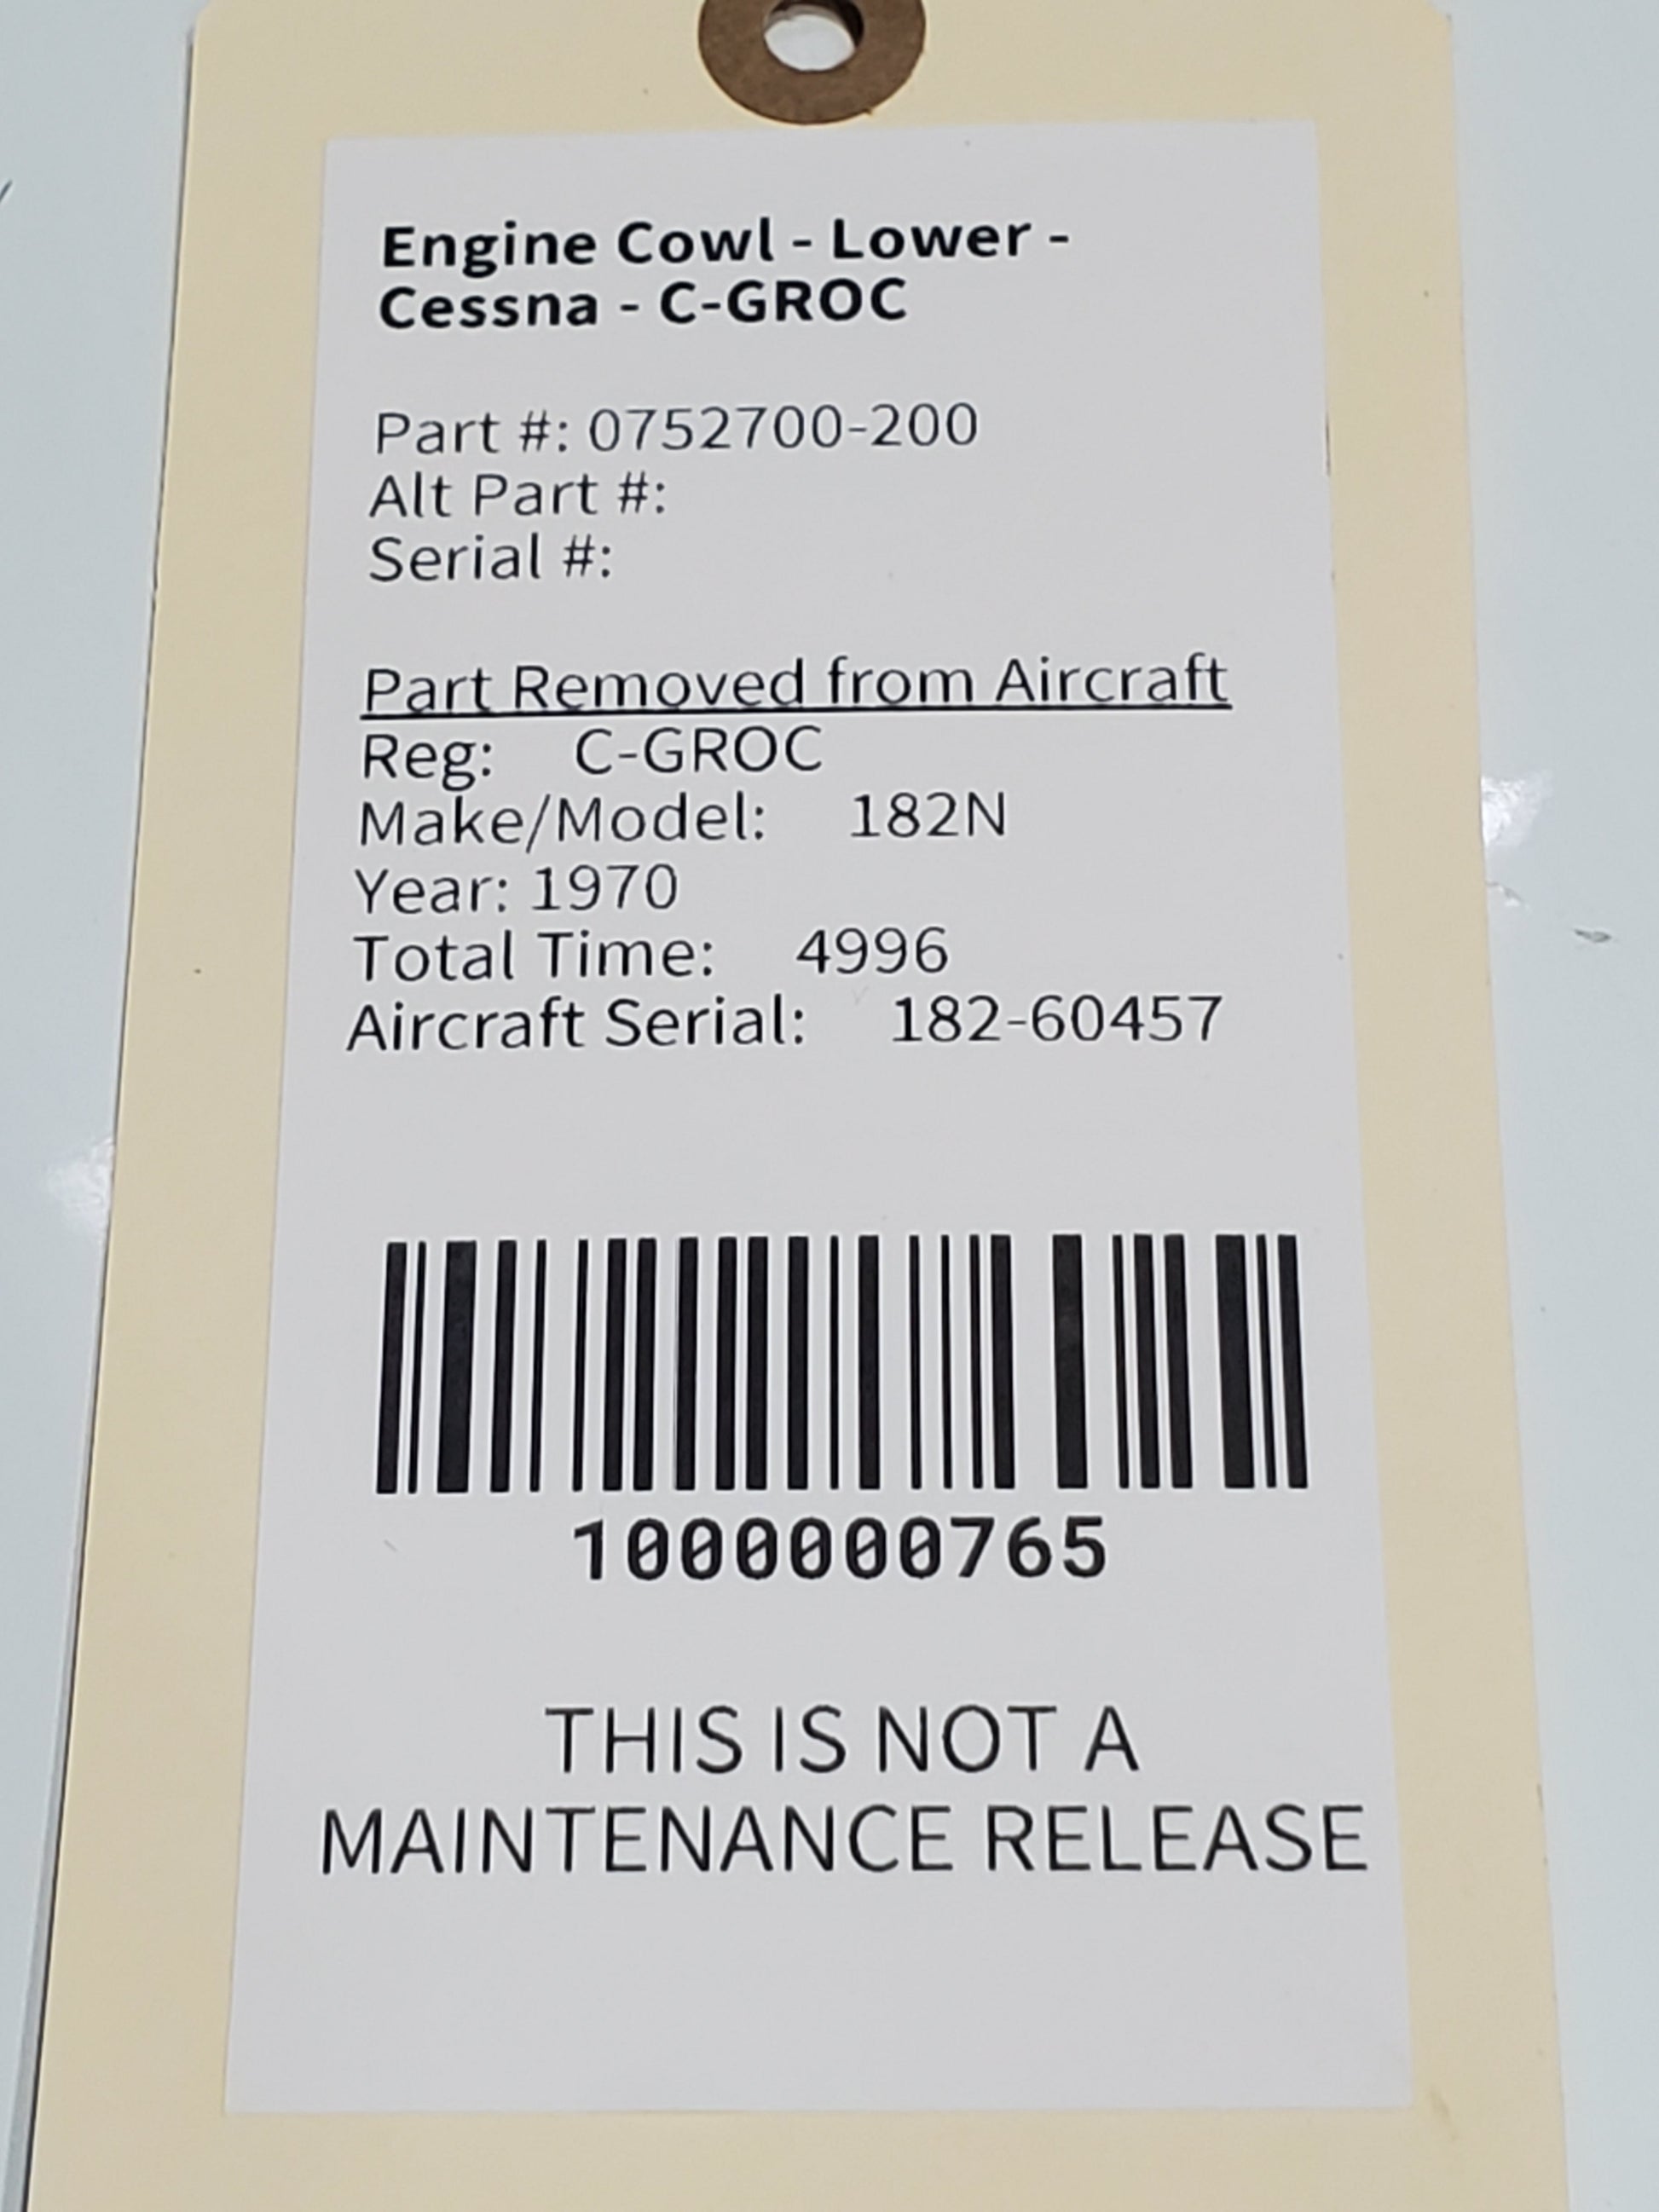 Engine Cowl - Lower -
Cessna - C-GROC
Part #: 0752700-200
Alt Part #:
Serial #:
Part Removed from Aircraft
Reg: C-GROC
Make/Model: 182N
Year: 1970
Total Time: 4996
Aircraft Serial: 182-60457
1000000765
THIS IS NOT A
MAINTENANCE RELEASE